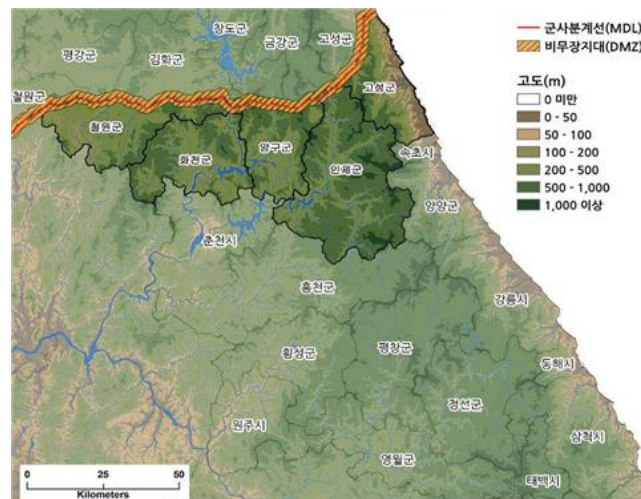 창도군
금강군
고성군
평강군
김화군
철원군
고성군
철원군
화천군
양구군
인제군
속초시
양양군
춘천시
홍천군
강릉시
횡성군
평창군
동해시
정선군
원주시
삼척시
영월군
태백시
0 25 50
Kilometers
군사분계선(MDL)
비무장지대(DMZ)
고도(m)
0 미만
0 - 50
50 - 100
100 - 200
200 - 500
500 - 1,000
1,000 이상